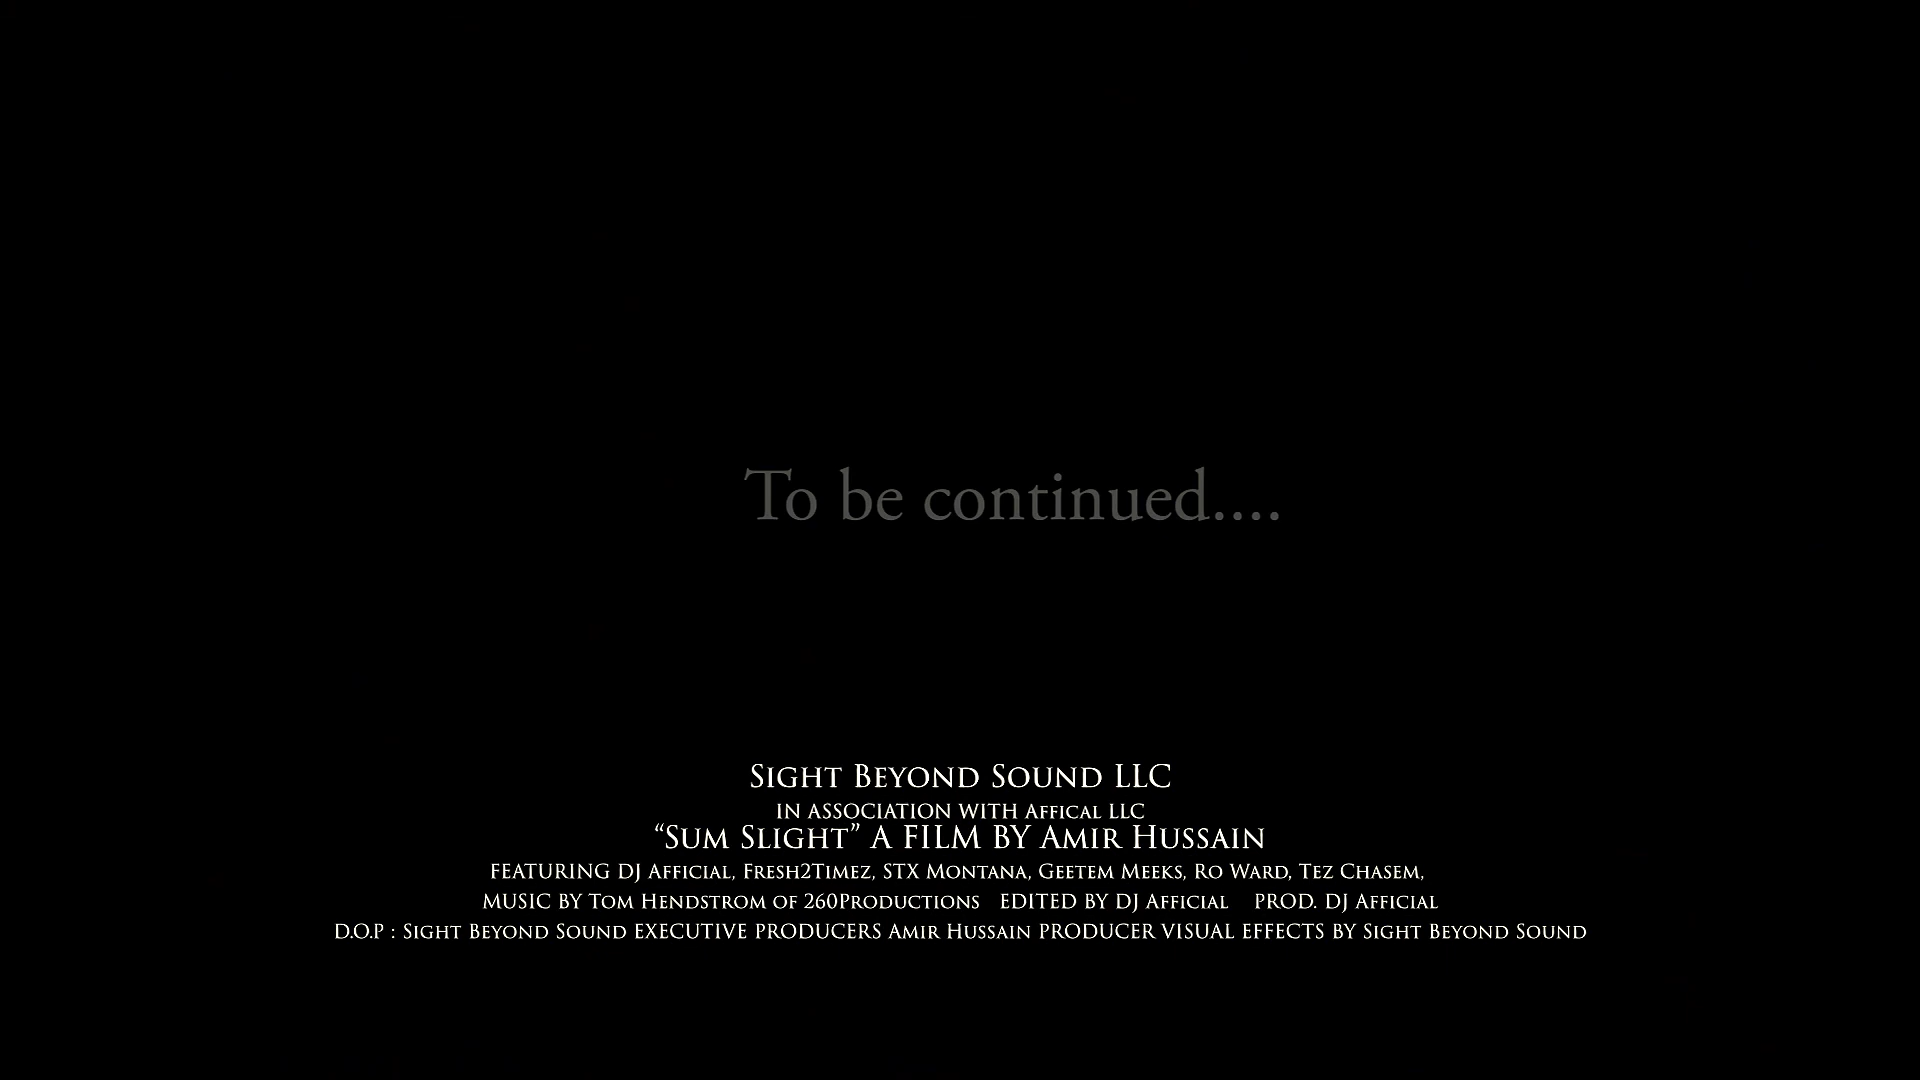 To be continued....
Sight Beyond Sound LLC
IN ASSOCIATION WITH Affical LLC
“Sum Slight” A FILM BY Amir Hussain
FEATURING DJ Afficial, Fresh2Timez, STX Montana, Geetem Meeks, Ro Ward, Tez Chasem,
MUSIC BY Tom Hendstrom of 260Productions EDITED BY DJ Afficial PROD. DJ Afficial
D.O.P : Sight Beyond Sound EXECUTIVE PRODUCERS Amir Hussain PRODUCER VISUAL EFFECTS BY Sight Beyond Sound